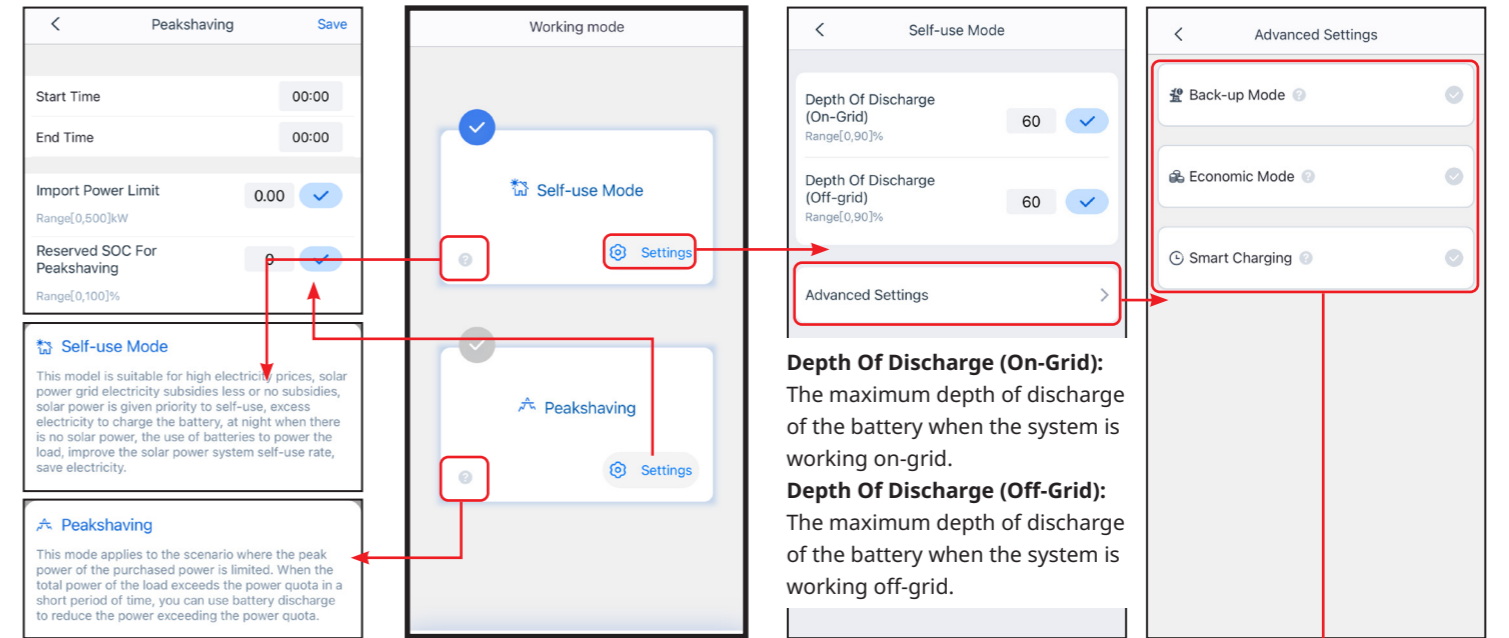 Peakshaving
Save
Start Time
00:00
End Time
00:00
Import Power Limit
0.00
Range[0,500]kW
Reserved SOC For
Peakshaving
0
Range[0,100]%
Self-use Mode
This model is suitable for high electricity prices, solar
power grid electricity subsidies less or no subsidies,
solar power is given priority to self-use, excess
electricity to charge the battery, at night when there
is no solar power, the use of batteries to power the
load, improve the solar power system self-use rate,
save electricity.
Peakshaving
This mode applies to the scenario where the peak
power of the purchased power is limited. When the
total power of the load exceeds the power quota in a
short period of time, you can use battery discharge
to reduce the power exceeding the power quota.
Working mode
Self-use Mode
?
Settings
Peakshaving
?
Settings
Self-use Mode
Depth Of Discharge
(On-Grid)
60
Range[0,90]%
Depth Of Discharge
(Off-grid)
60
Range[0,90]%
Advanced Settings
Depth Of Discharge (On-Grid):
The maximum depth of discharge
of the battery when the system is
working on-grid.
Depth Of Discharge (Off-Grid):
The maximum depth of discharge
of the battery when the system is
working off-grid.
Advanced Settings
Back-up Mode ?
Economic Mode ?
Smart Charging ?